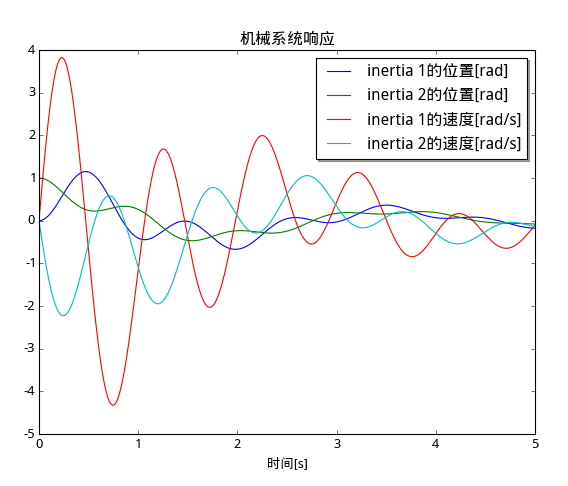 机械系统响应
inertia 1的位置[rad]
inertia 2的位置[rad]
inertia 1的速度[rad/s]
inertia 2的速度[rad/s]
4
3
2
1
0
-1
-2
-3
-4
-5
0 1 2 3 4 5
时间[s]